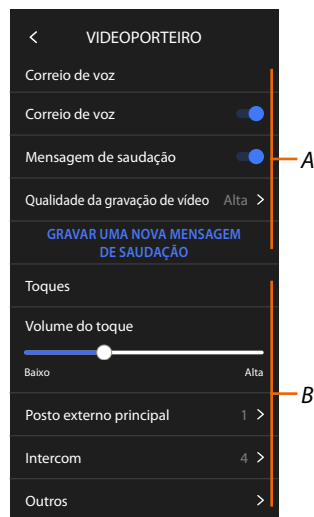 VIDEOPORTEIRO
Correio de voz
Correio de voz
Mensagem de saudação
A
Qualidade da gravação de vídeo Alta
GRAVAR UMA NOVA MENSAGEM
DE SAUDAÇÃO
Toques
Volume do toque
Baixo Alta
B
Posto externo principal 1
Intercom 4
Outros